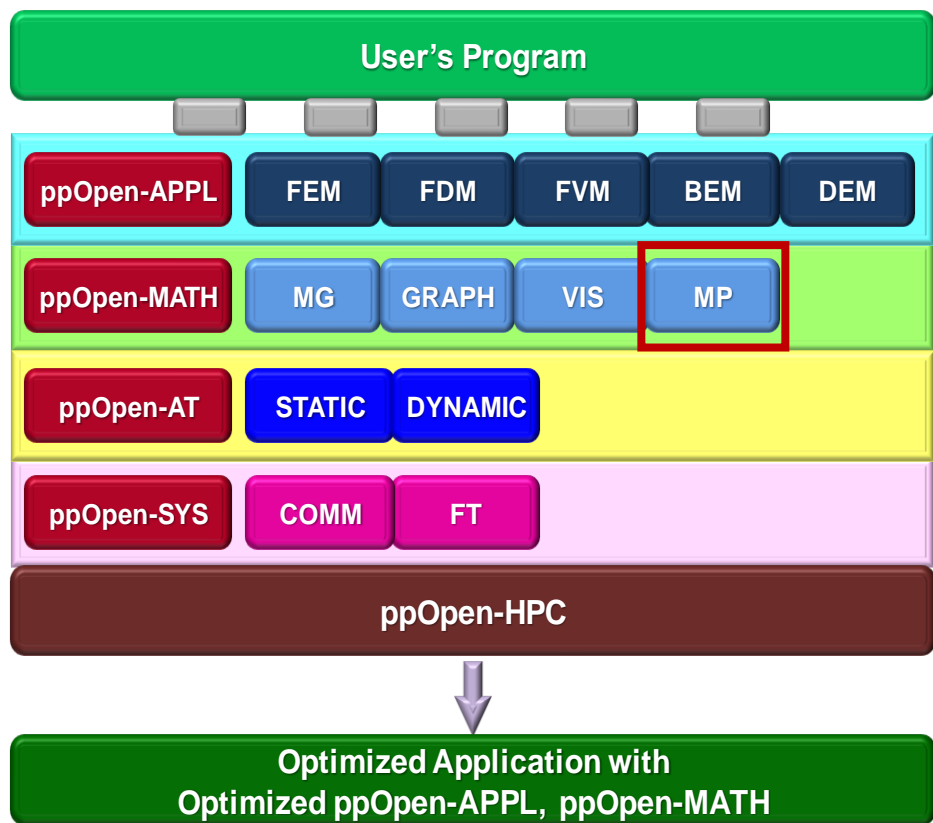 User’s Program
ppOpen-APPL FEM FDM FVM BEM DEM
ppOpen-MATH MG GRAPH VIS MP
ppOpen-AT STATIC DYNAMIC
ppOpen-SYS COMM FT
ppOpen-HPC
Optimized Application with
Optimized ppOpen-APPL, ppOpen-MATH